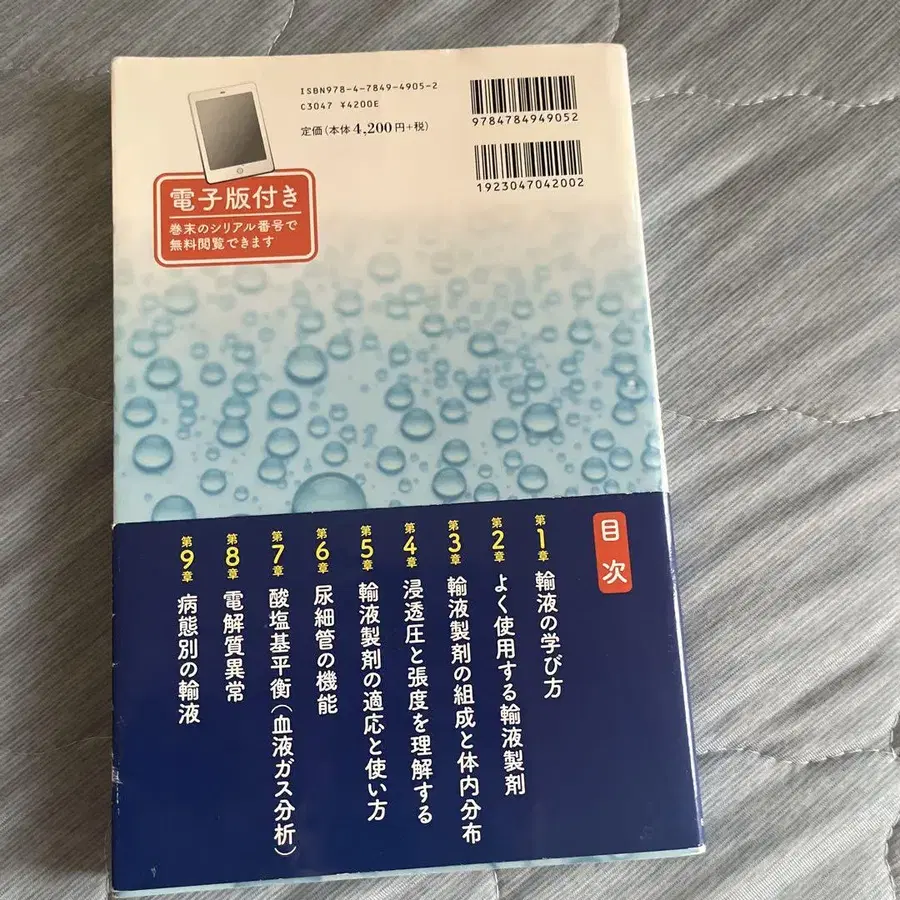 ISBN978-4-7849-4905-2
C3047 ¥4200E
定価(本体4,200円+税)
9784784949052
1923047042002
電子版付き
巻末のシリアル番号で
無料閲覧できます
目次
第1章 輸液の学び方
第2章 よく使用する輸液製剤
第3章 輸液製剤の組成と体内分布
第4章 浸透圧と張度を理解する
第5章 輸液製剤の適応と使い方
第6章 尿細管の機能
第7章 酸塩基平衡(血液ガス分析)
第8章 電解質異常
第9章 病態別の輸液